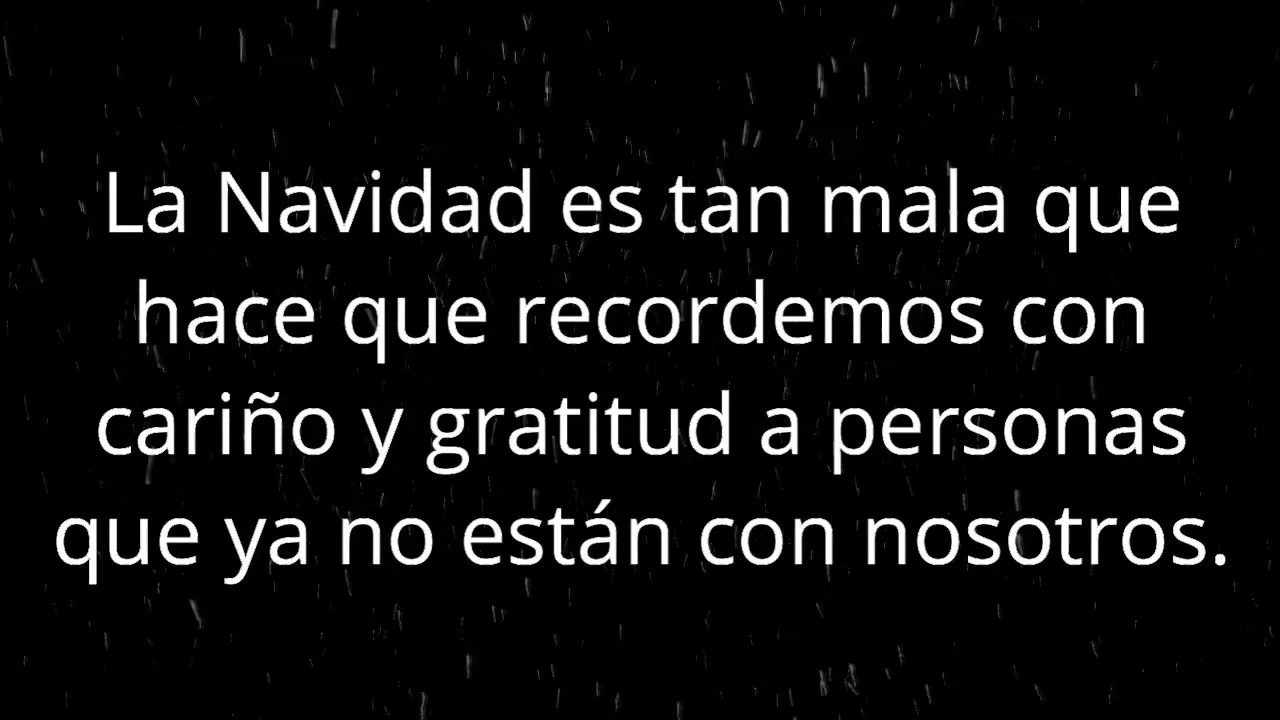 La Navidad es tan mala que
hace que recordemos con
cariño y gratitud a personas
que ya no están con nosotros.